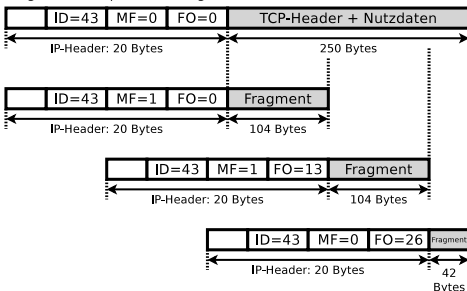 ID=43 MF=0 FO=0 TCP-Header + Nutzdaten
IP-Header: 20 Bytes 250 Bytes
ID=43 MF=1 FO=0 Fragment
IP-Header: 20 Bytes 104 Bytes
ID=43 MF=1 FO=13 Fragment
IP-Header: 20 Bytes 104 Bytes
ID=43 MF=0 FO=26 Fragment
IP-Header: 20 Bytes 42
Bytes